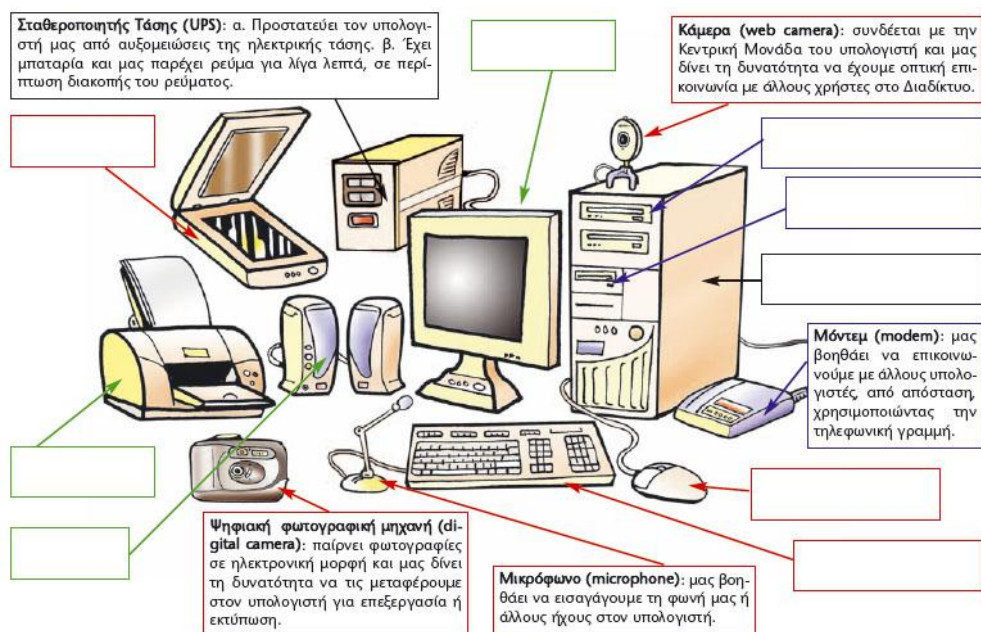 Σταθεροποιητής Τάσης (UPS): α. Προστατεύει τον υπολογι-
στή μας από αυξομειώσεις της ηλεκτρικής τάσης. β. Έχει
μπαταρία και μας παρέχει ρεύμα για λίγα λεπτά, σε περί-
πτωση διακοπής του ρεύματος.
Κάμερα (web camera): συνδέεται με την
Κεντρική Μονάδα του υπολογιστή και μας
δίνει τη δυνατότητα να έχουμε οπτική επι-
κοινωνία με άλλους χρήστες στο Διαδίκτυο.
Μόντεμ (modem): μας
βοηθάει να επικοινω-
νούμε με άλλους υπολο-
γιστές, από απόσταση,
χρησιμοποιώντας την
τηλεφωνική γραμμή.
Ψηφιακή φωτογραφική μηχανή (di-
gital camera): παίρνει φωτογραφίες
σε ηλεκτρονική μορφή και μας δίνει
τη δυνατότητα να τις μεταφέρουμε
στον υπολογιστή για επεξεργασία ή
εκτύπωση.
Μικρόφωνο (microphone): μας βοη-
θάει να εισαγάγουμε τη φωνή μας ή
άλλους ήχους στον υπολογιστή.